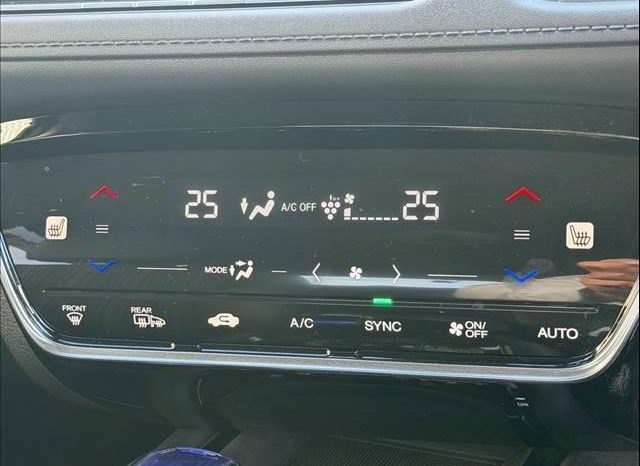 25 A/C OFF 25
MODE
FRONT REAR A/C SYNC ON/OFF AUTO